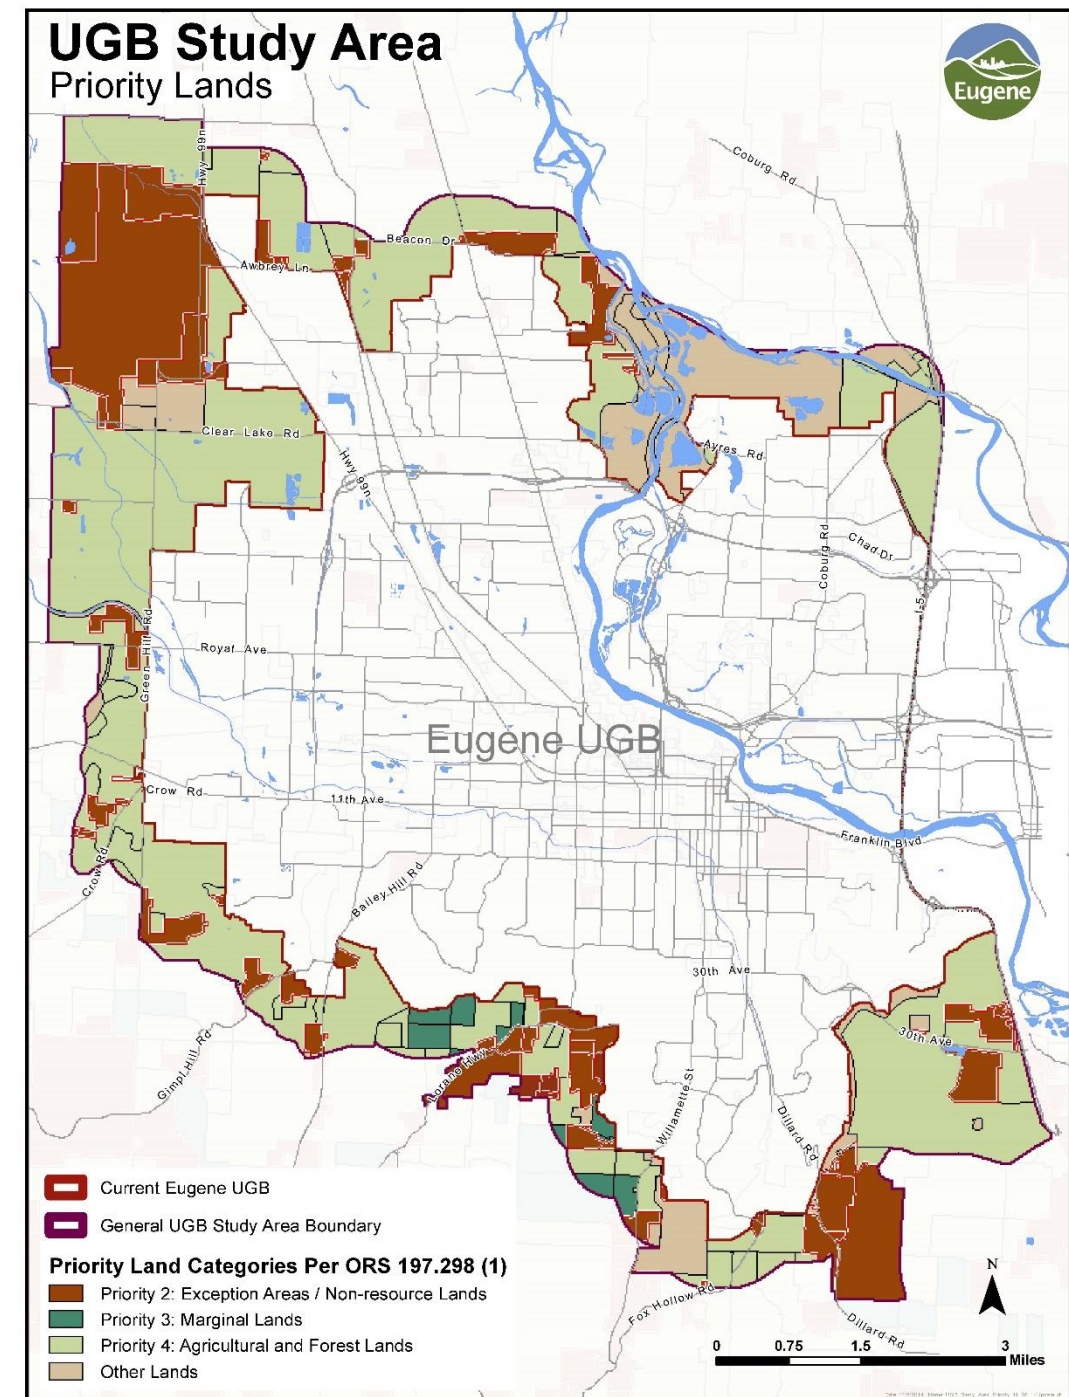 UGB Study Area
Priority Lands
Eugene
Hwy 99n
Coburg Rd
Beacon Dr
Awbrey Ln
Clear Lake Rd
Hwy 99n
Ayres Rd
Coburg Rd
Chad Dr
I-5
Green Hill Rd
Royal Ave
Eugene UGB
Crow Rd
11th Ave
Franklin Blvd
Crow Rd
Bailey Hill Rd
30th Ave
30th Ave
Gimpl Hill Rd
Lorane Hwy
Willamette St
Dillard Rd
Fox Hollow Rd
Dillard Rd
Current Eugene UGB
General UGB Study Area Boundary
Priority Land Categories Per ORS 197.298 (1)
Priority 2: Exception Areas / Non-resource Lands
Priority 3: Marginal Lands
Priority 4: Agricultural and Forest Lands
Other Lands
N
0 0.75 1.5 3
Miles